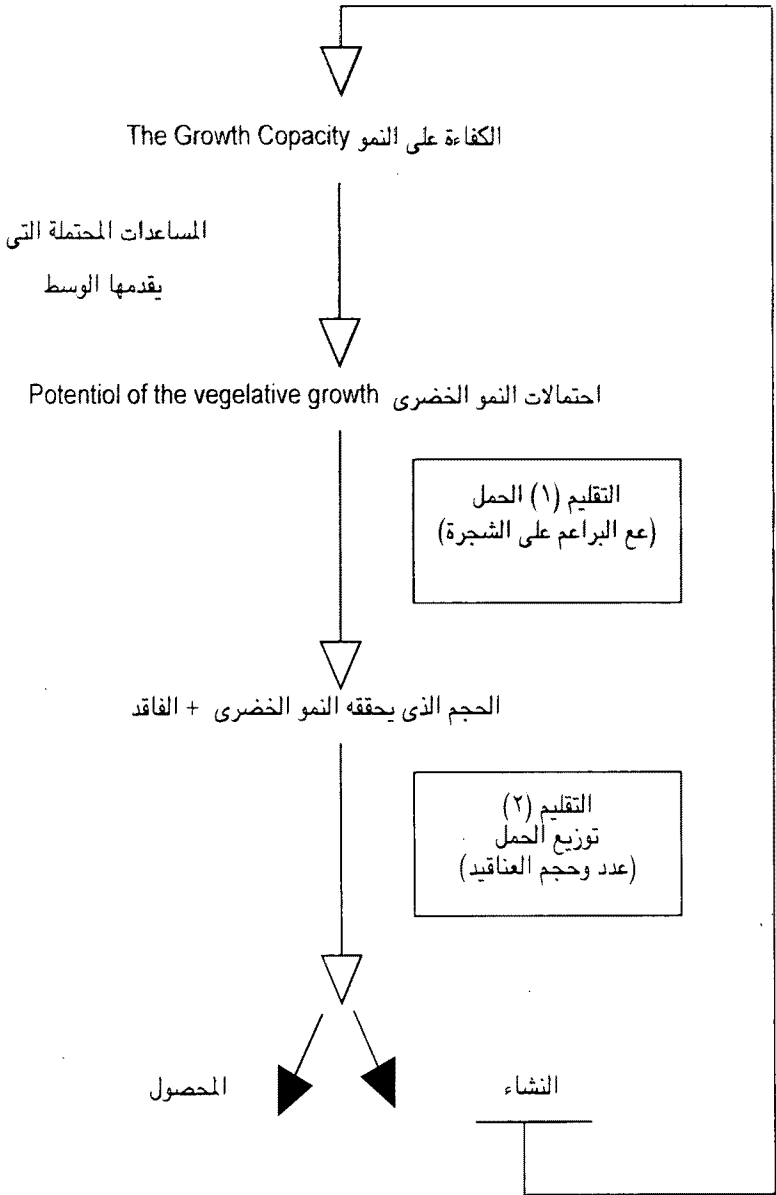 الكفاءة على النمو The Growth Copacity
المساعدات المحتملة التى
يقدمها الوسط
احتمالات النمو الخضرى Potentiol of the vegelative growth
التقليم (١) الحمل
(عع البراعم على الشجرة)
الحجم الذى يحققه النمو الخضرى + الفاقد
التقليم (٢)
توزيع الحمل
(عدد وحجم العناقيد)
النشاء
المحصول